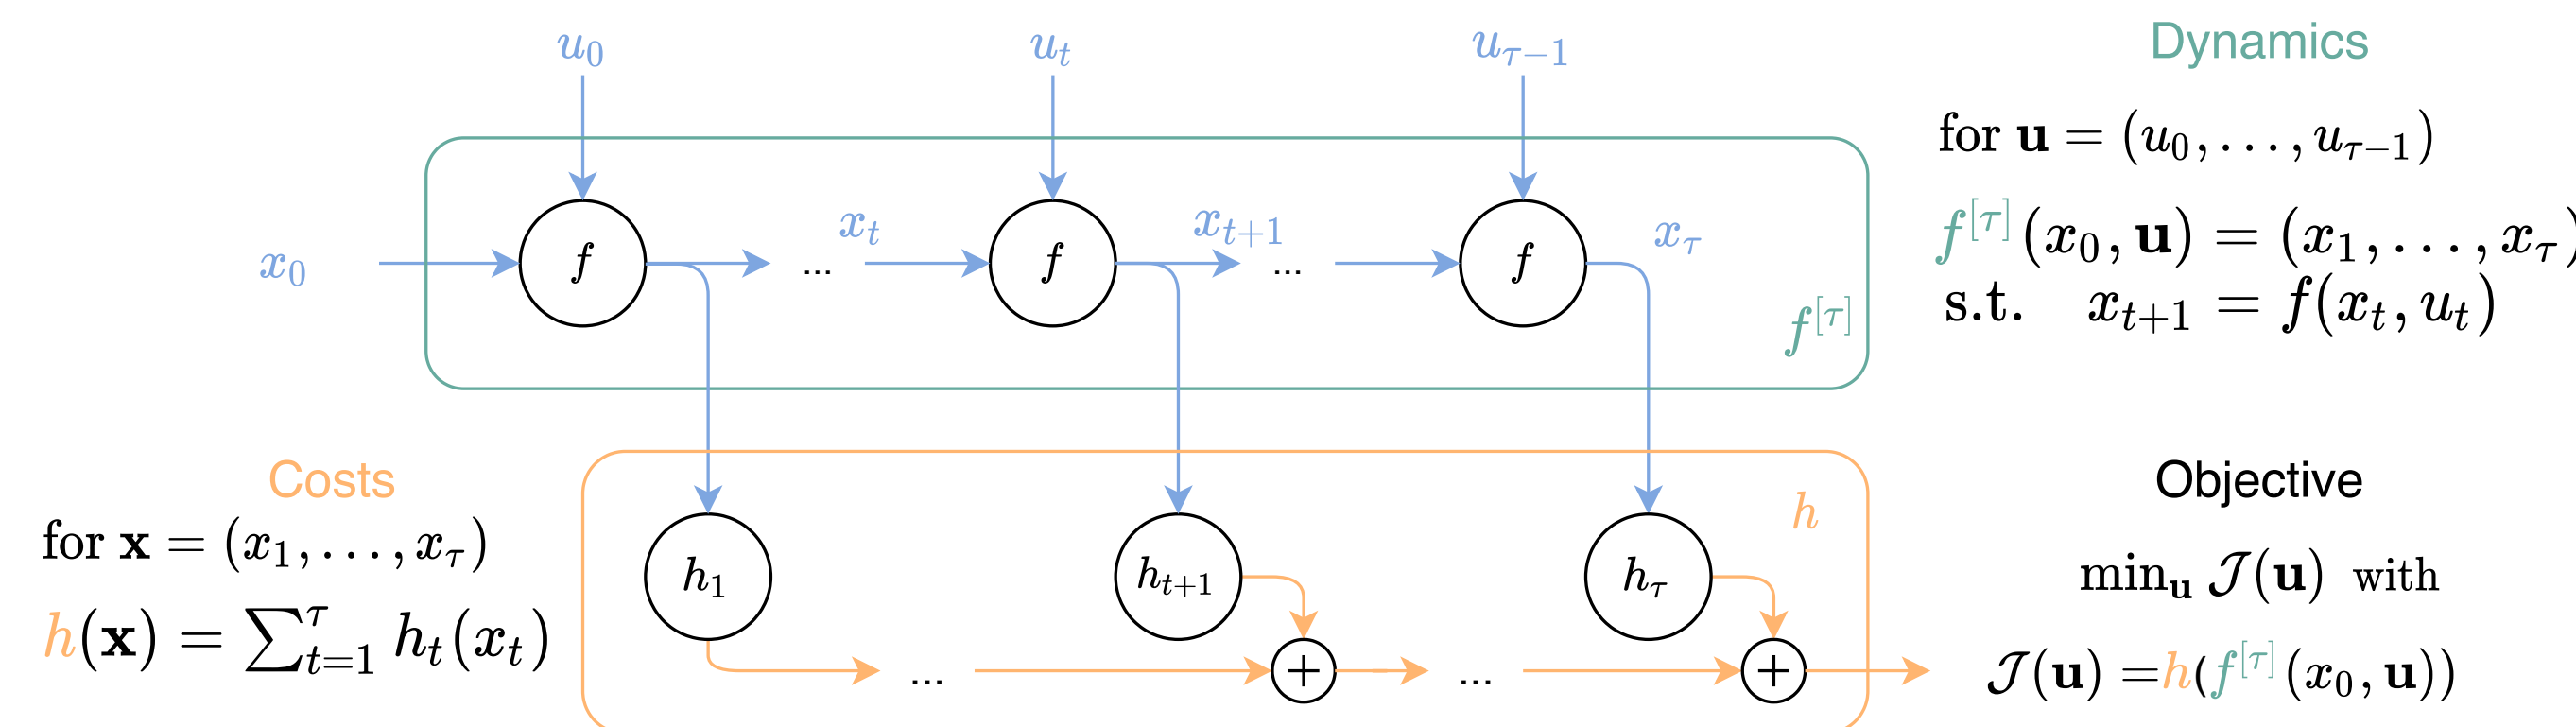 u_0 u_t u_{τ−1}
Dynamics
for u = (u_0, ..., u_{τ−1})
x_0 f ... x_t f x_{t+1} ... f x_τ
f^{[τ]}
f^{[τ]}(x_0, u) = (x_1, ..., x_τ)
s.t. x_{t+1} = f(x_t, u_t)
Costs
for x = (x_1, ..., x_τ)
h(x) = ∑_{t=1}^{τ} h_t(x_t)
h_1 h_{t+1} h_τ
h
... + ... +
Objective
min_u 𝒥(u) with
𝒥(u) =h(f^{[τ]}(x_0, u))